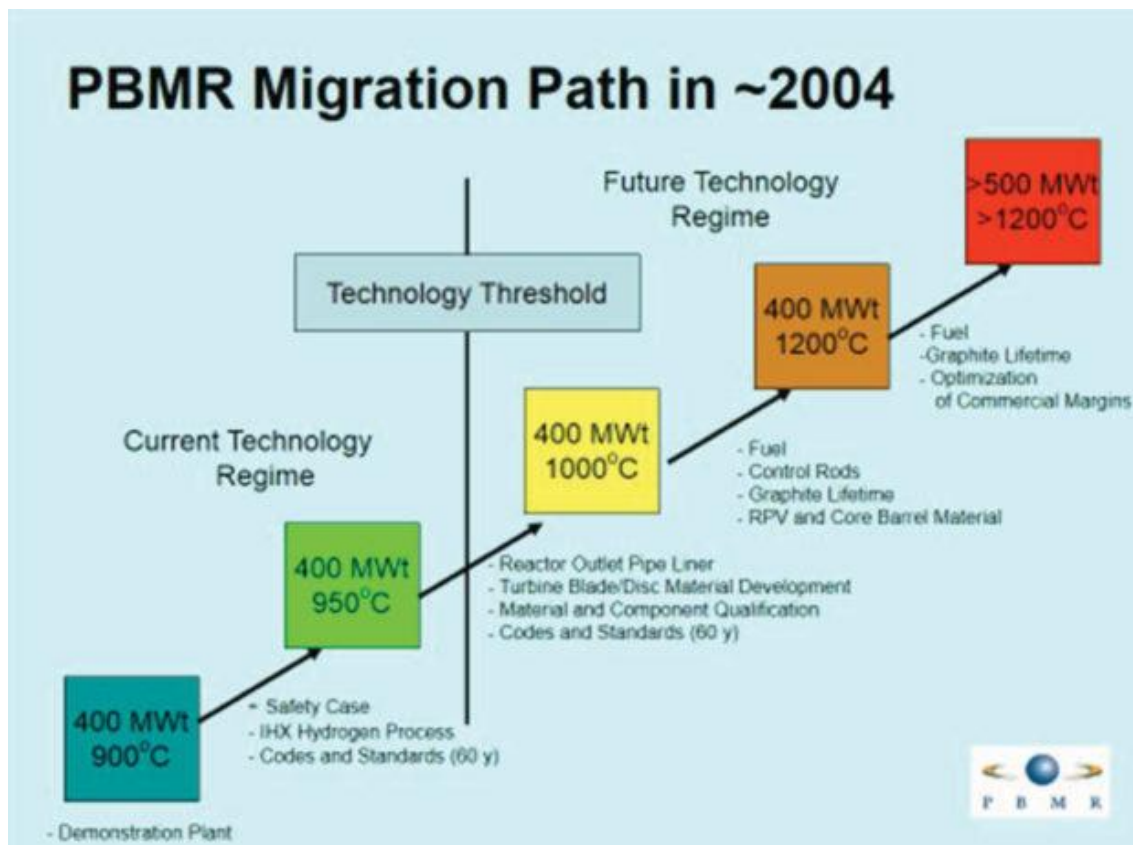 PBMR Migration Path in ~2004
Future Technology
Regime
>500 MWt
>1200°C
Technology Threshold
400 MWt
1200°C
- Fuel
-Graphite Lifetime
- Optimization
of Commercial Margins
Current Technology
Regime
400 MWt
1000°C
- Fuel
- Control Rods
- Graphite Lifetime
- RPV and Core Barrel Material
400 MWt
950°C
- Reactor Outlet Pipe Liner
- Turbine Blade/Disc Material Development
- Material and Component Qualification
- Codes and Standards (60 y)
400 MWt
900°C
- Safety Case
- IHX Hydrogen Process
- Codes and Standards (60 y)
- Demonstration Plant
P B M R